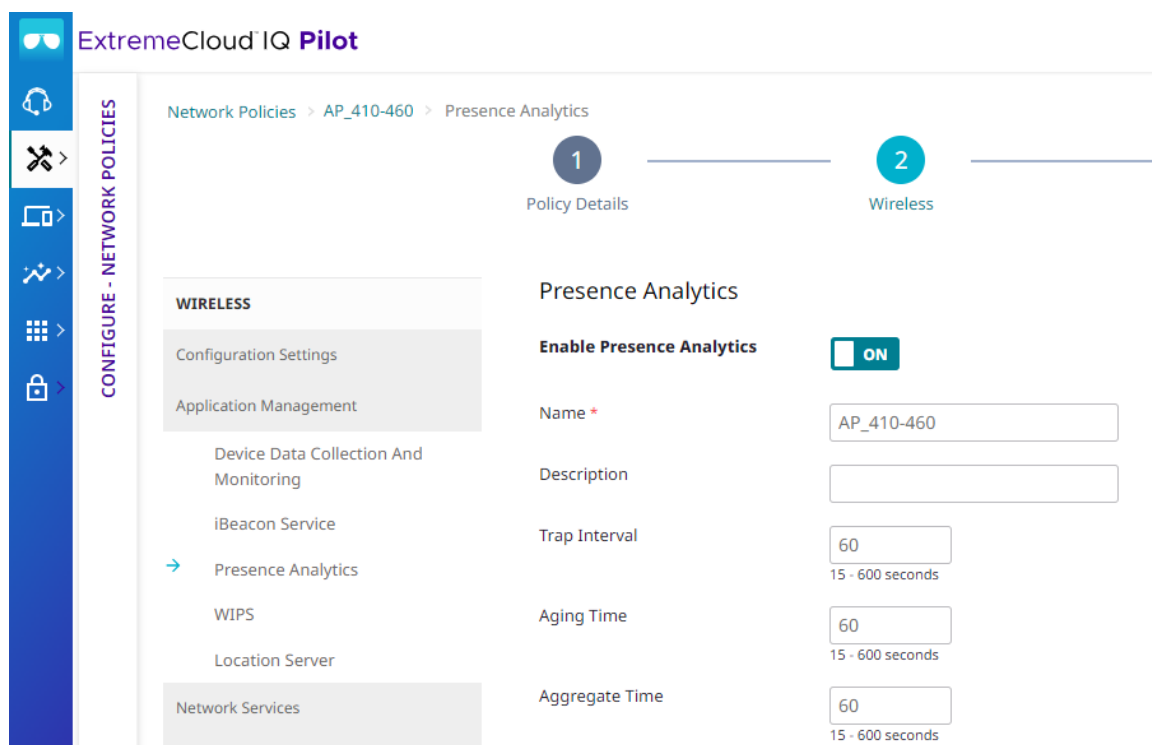 ExtremeCloud™ IQ Pilot
CONFIGURE - NETWORK POLICIES
Network Policies > AP_410-460 > Presence Analytics
1
2
Policy Details
Wireless
WIRELESS
Configuration Settings
Application Management
Device Data Collection And
Monitoring
iBeacon Service
Presence Analytics
WIPS
Location Server
Network Services
Presence Analytics
Enable Presence Analytics
ON
Name *
AP_410-460
Description
Trap Interval
60
15 - 600 seconds
Aging Time
60
15 - 600 seconds
Aggregate Time
60
15 - 600 seconds